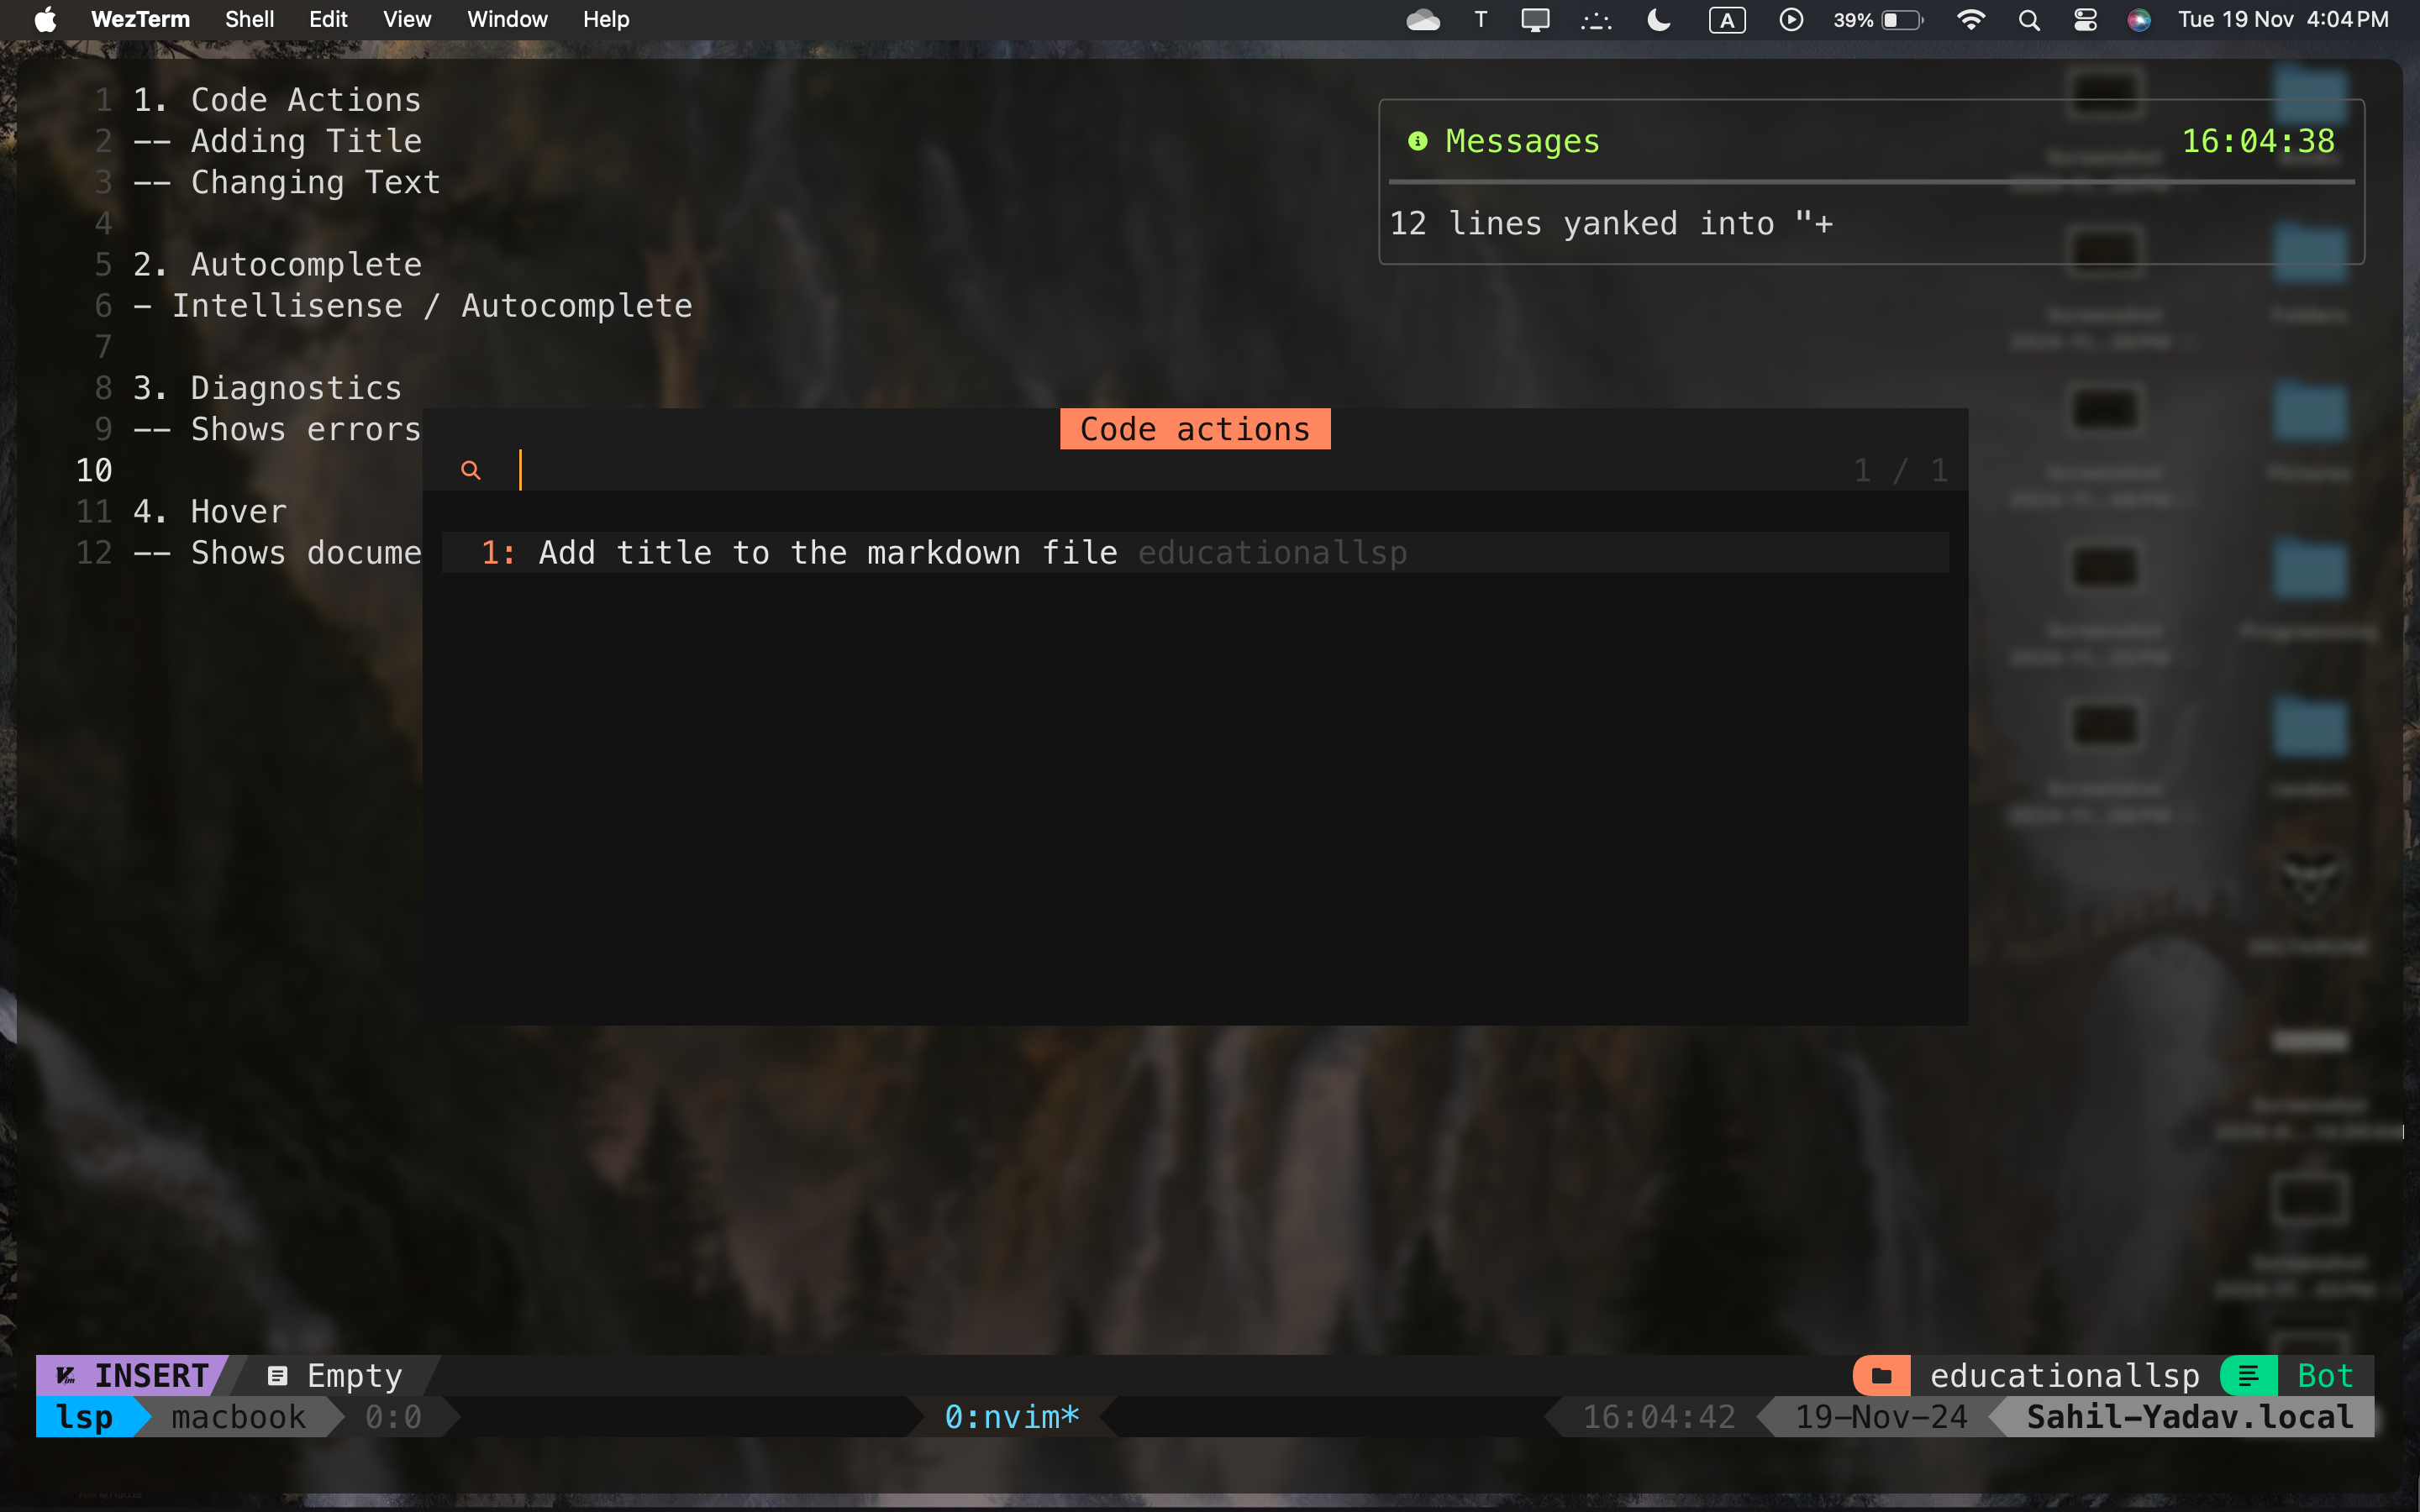 WezTerm Shell Edit View Window Help T A 39% Tue 19 Nov 4:04 PM
1 1. Code Actions
2 -- Adding Title
3 -- Changing Text
4
5 2. Autocomplete
6 - Intellisense / Autocomplete
7
8 3. Diagnostics
9 -- Shows errors
10
11 4. Hover
12 -- Shows docume
Messages 16:04:38
12 lines yanked into "+
Code actions
1 / 1
1: Add title to the markdown file educationallsp
Folders
Pictures
Programming
random
INSERT Empty educationallsp Bot
lsp macbook 0:0 0:nvim* 16:04:42 19-Nov-24 Sahil-Yadav.local